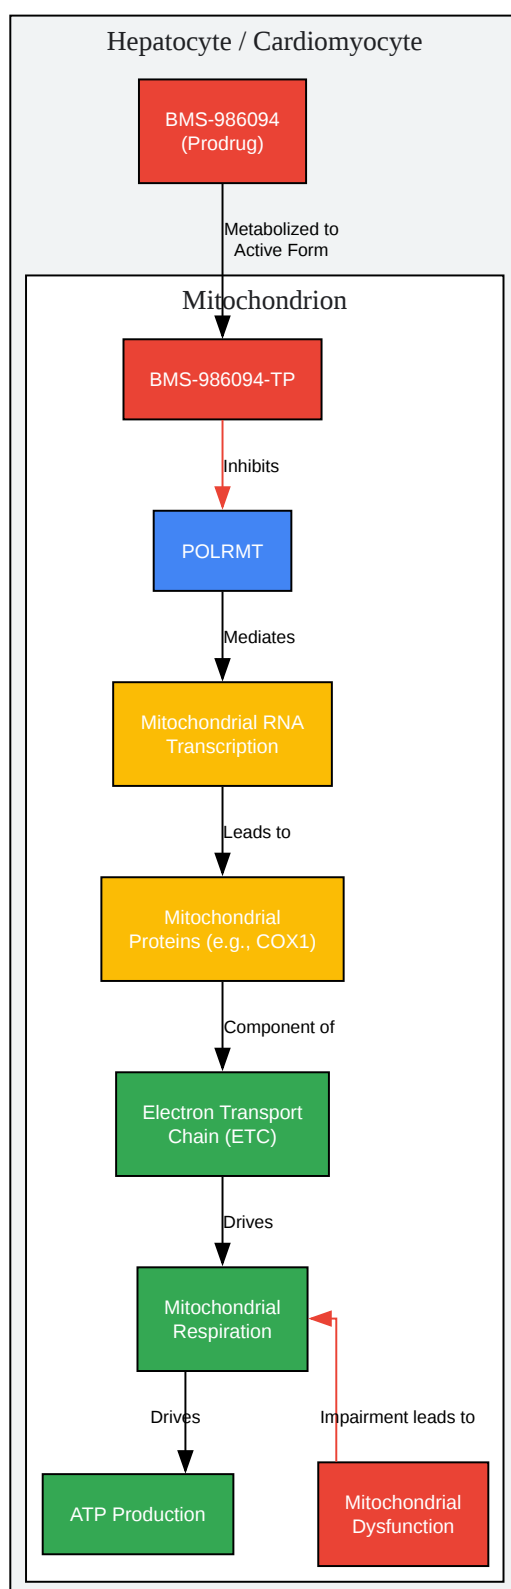 Hepatocyte / Cardiomyocyte
BMS-986094
(Prodrug)
Metabolized to
Active Form
Mitochondrion
BMS-986094-TP
Inhibits
POLRMT
Mediates
Mitochondrial RNA
Transcription
Leads to
Mitochondrial
Proteins (e.g., COX1)
Component of
Electron Transport
Chain (ETC)
Drives
Mitochondrial
Respiration
Drives
Impairment leads to
ATP Production
Mitochondrial
Dysfunction